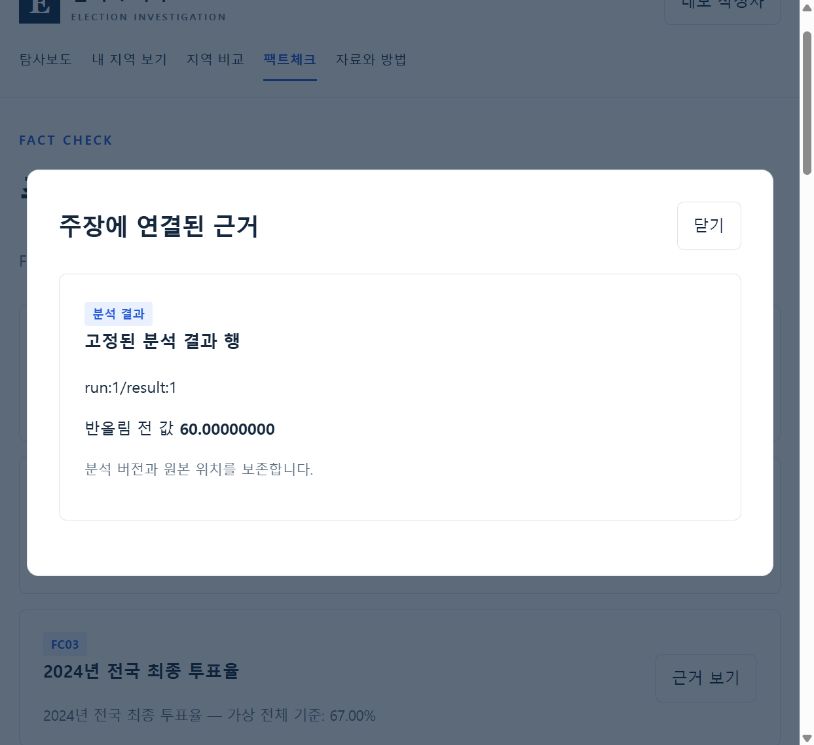 E
ELECTION INVESTIGATION
제보 작성자
탐사보도 내 지역 보기 지역 비교 팩트체크 자료와 방법
FACT CHECK
주장에 연결된 근거
닫기
분석 결과
고정된 분석 결과 행
run:1/result:1
반올림 전 값 60.00000000
분석 버전과 원본 위치를 보존합니다.
FC03
2024년 전국 최종 투표율
근거 보기
2024년 전국 최종 투표율 — 가상 전체 기준: 67.00%